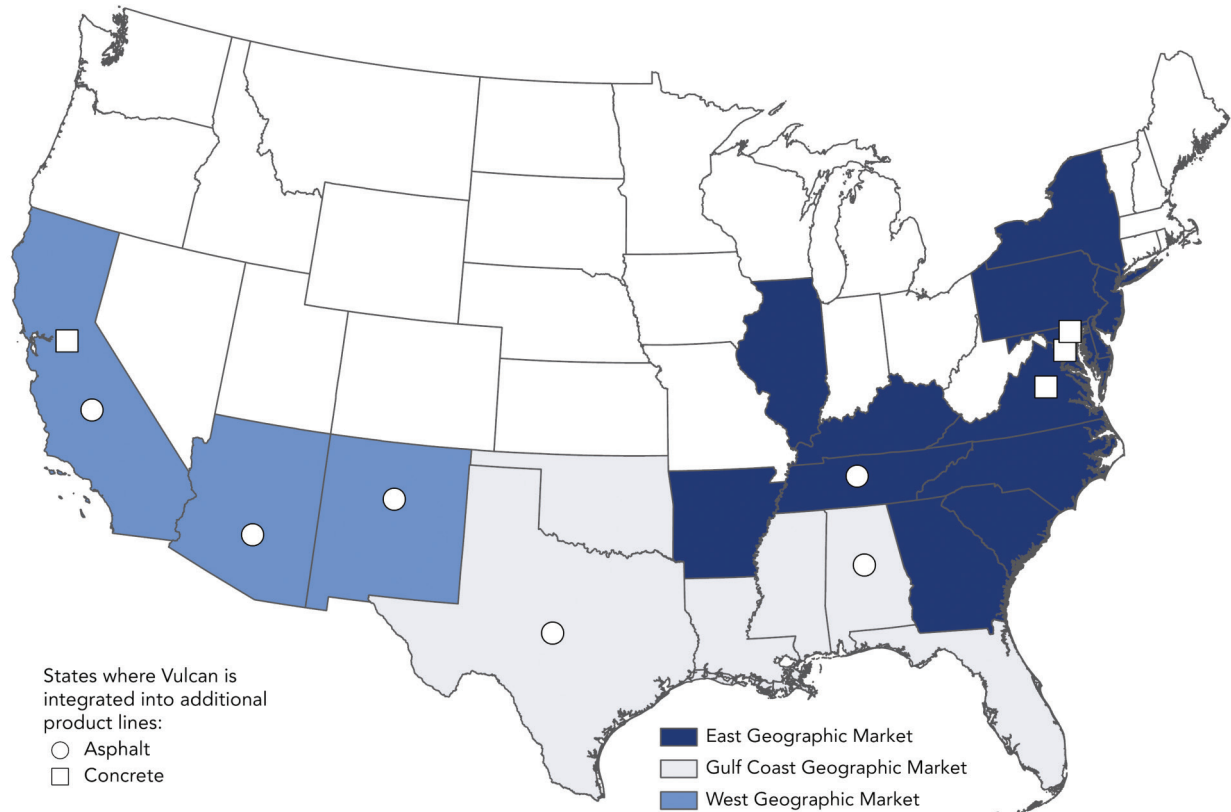 States where Vulcan is
integrated into additional
product lines:
Asphalt
Concrete
East Geographic Market
Gulf Coast Geographic Market
West Geographic Market